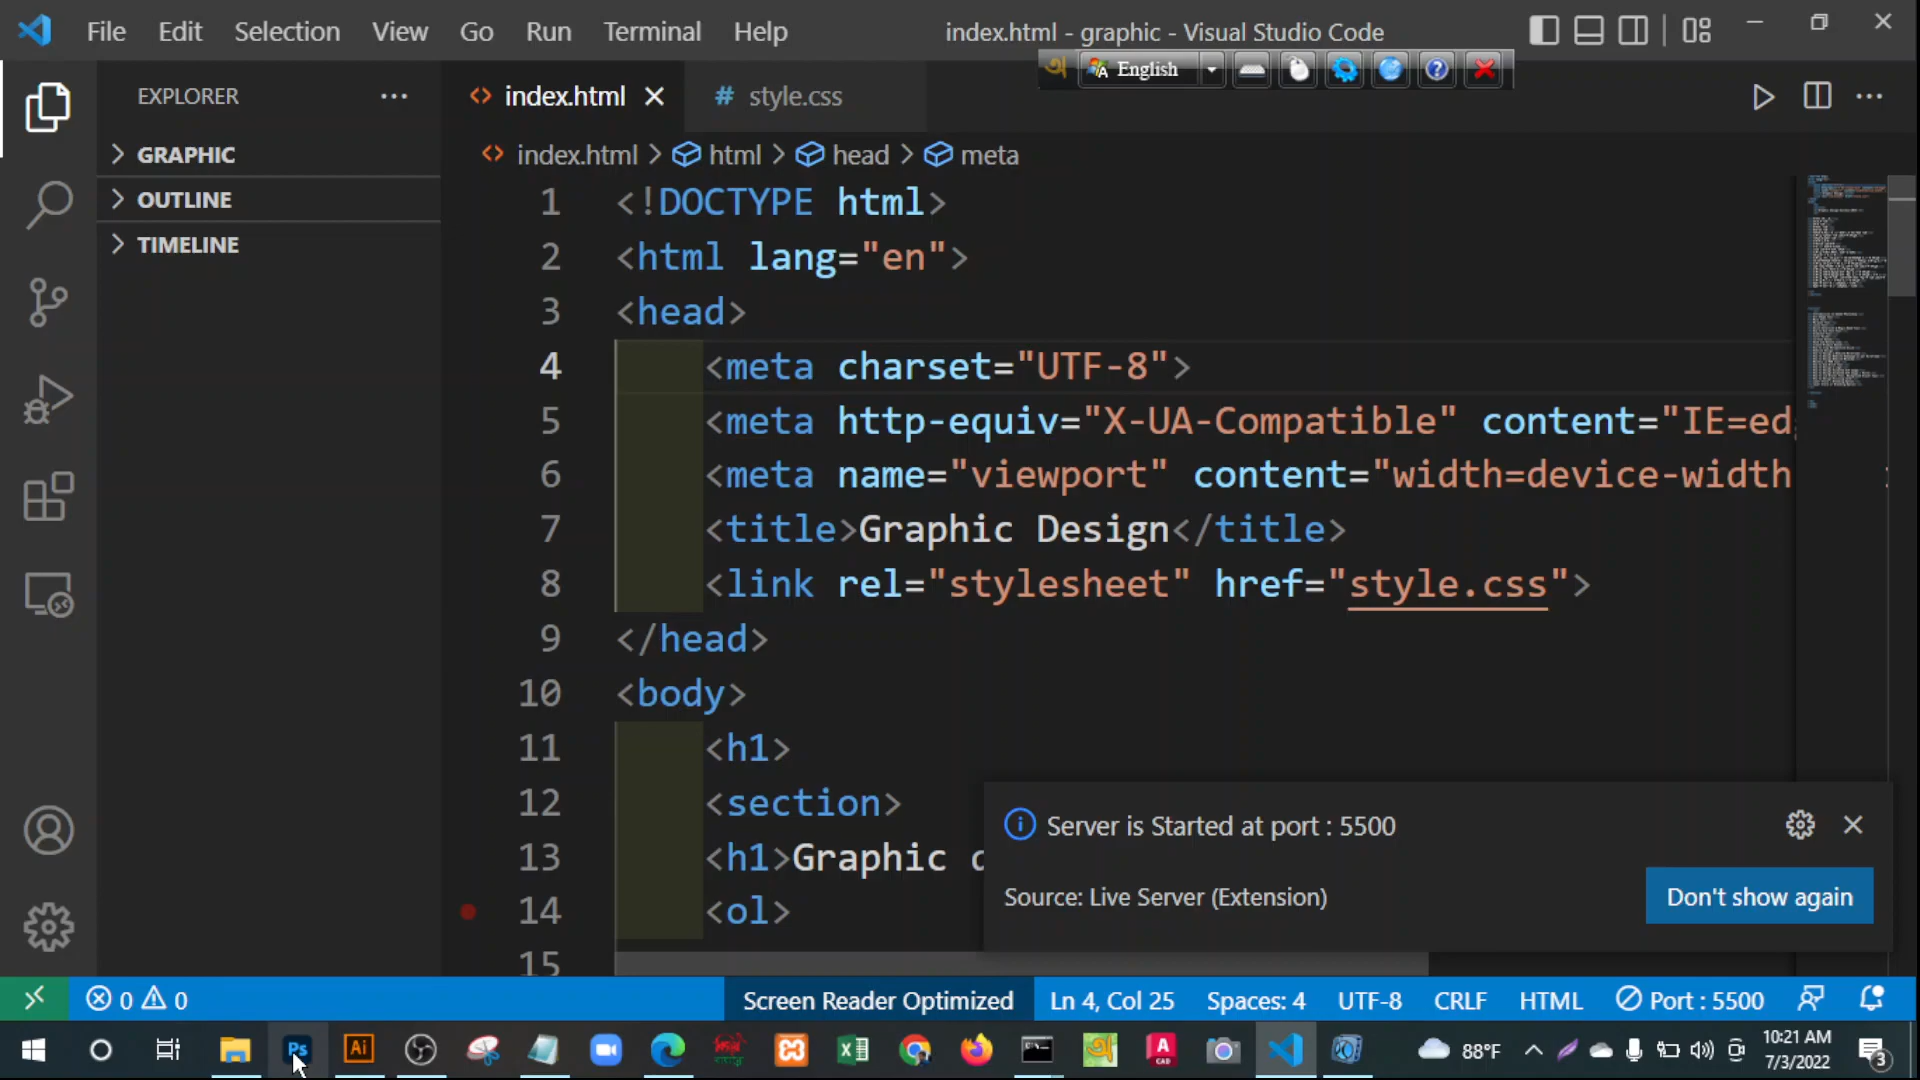 File Edit Selection View Go Run Terminal Help index.html - graphic - Visual Studio Code
অ English
EXPLORER ··· index.html # style.css
GRAPHIC
OUTLINE
TIMELINE
index.html > html > head > meta
1 <!DOCTYPE html>
2 <html lang="en">
3 <head>
4 <meta charset="UTF-8">
5 <meta http-equiv="X-UA-Compatible" content="IE=ed
6 <meta name="viewport" content="width=device-width
7 <title>Graphic Design</title>
8 <link rel="stylesheet" href="style.css">
9 </head>
10 <body>
11 <h1>
12 <section>
13 <h1>Graphic
14 <ol>
15
Server is Started at port : 5500
Source: Live Server (Extension)
Don't show again
0 0 Screen Reader Optimized Ln 4, Col 25 Spaces: 4 UTF-8 CRLF HTML Port : 5500
Ps Ai 88°F 10:21 AM
7/3/2022
3